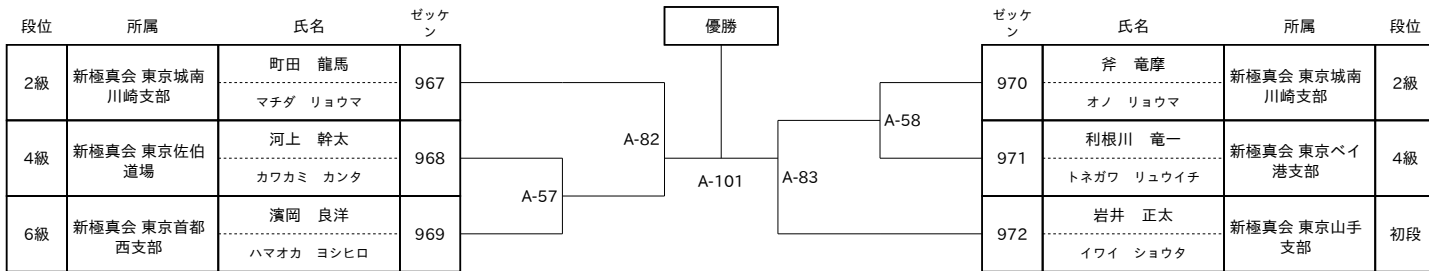 段位 所属 氏名 ゼッケ
ン
優勝
ゼッケ
ン 氏名 所属 段位
2級 新極真会 東京城南
川崎支部 町田 龍馬
マチダ リョウマ 967
4級 新極真会 東京佐伯
道場 河上 幹太
カワカミ カンタ 968
6級 新極真会 東京首都
西支部 濱岡 良洋
ハマオカ ヨシヒロ 969
A-82
A-57
A-101
A-83
A-58
970 斧 竜摩
オノ リョウマ 新極真会 東京城南
川崎支部 2級
971 利根川 竜一
トネガワ リュウイチ 新極真会 東京ベイ
港支部 4級
972 岩井 正太
イワイ ショウタ 新極真会 東京山手
支部 初段